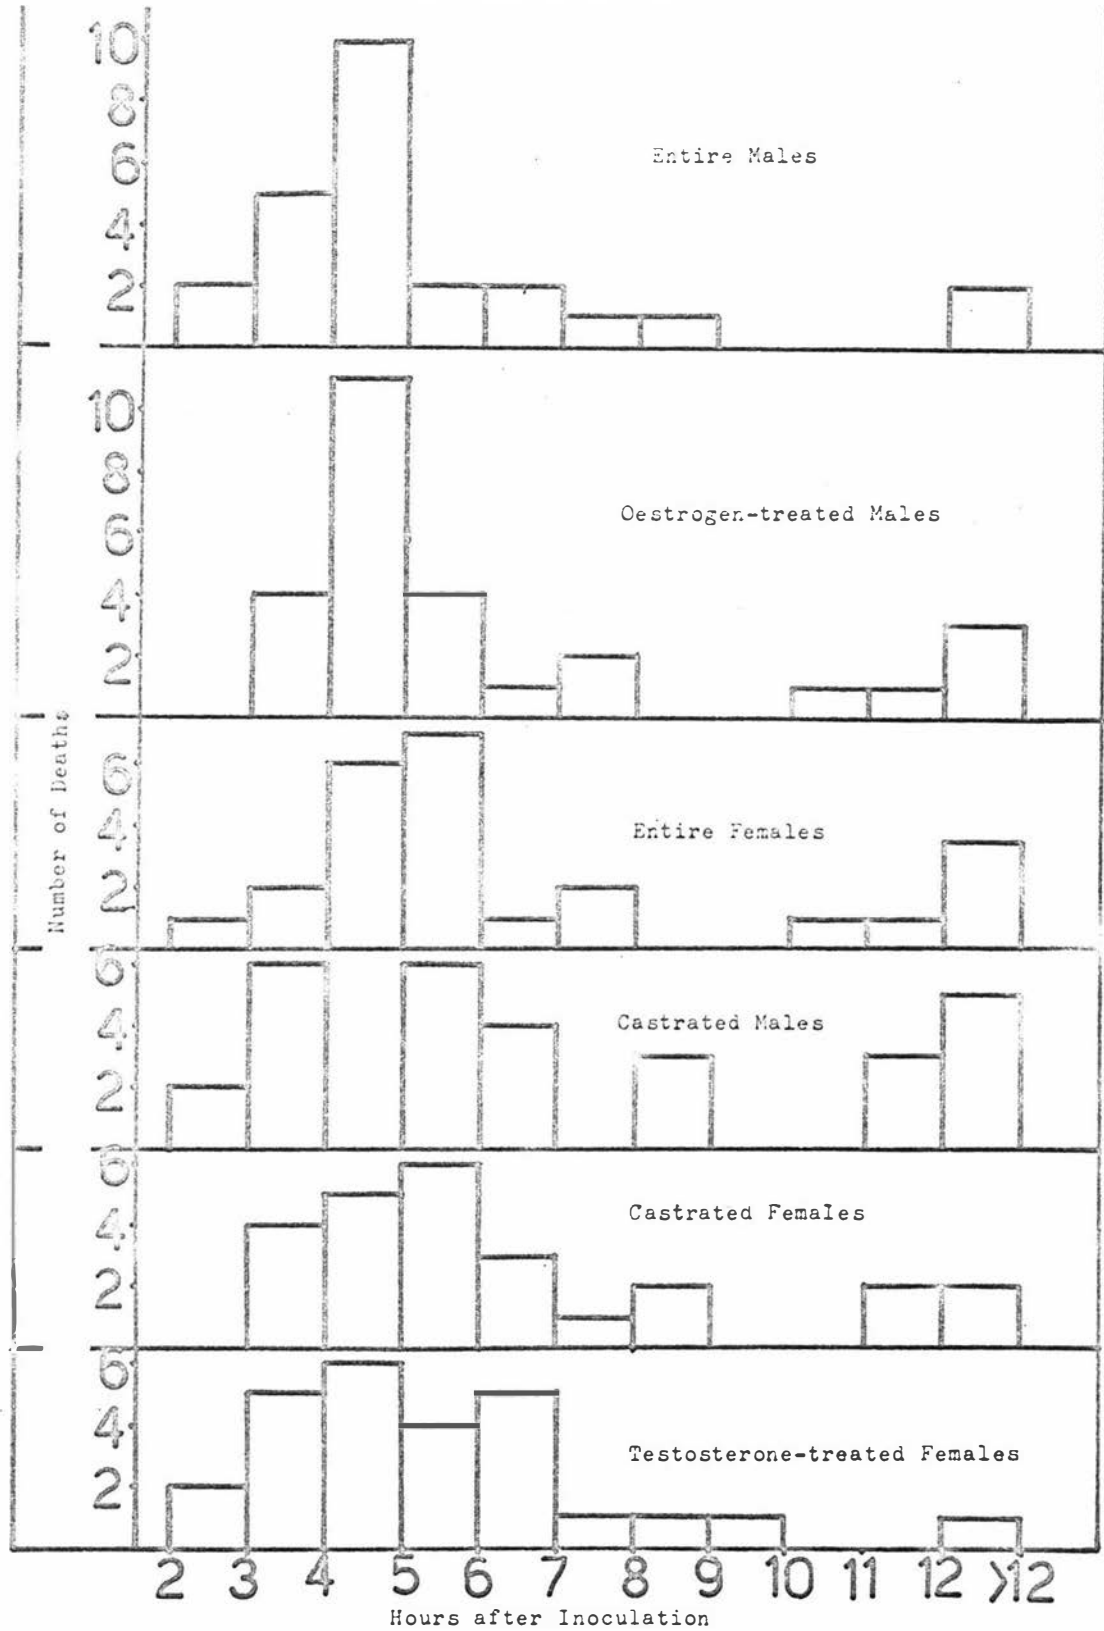 10
8
6
4
2
Entire Males
10
8
6
4
2
Oestrogen-treated Males
Number of Deaths
6
4
2
Entire Females
6
4
2
Castrated Males
6
4
2
Castrated Females
6
4
2
Testosterone-treated Females
2 3 4 5 6 7 8 9 10 11 12 >12
Hours after Inoculation